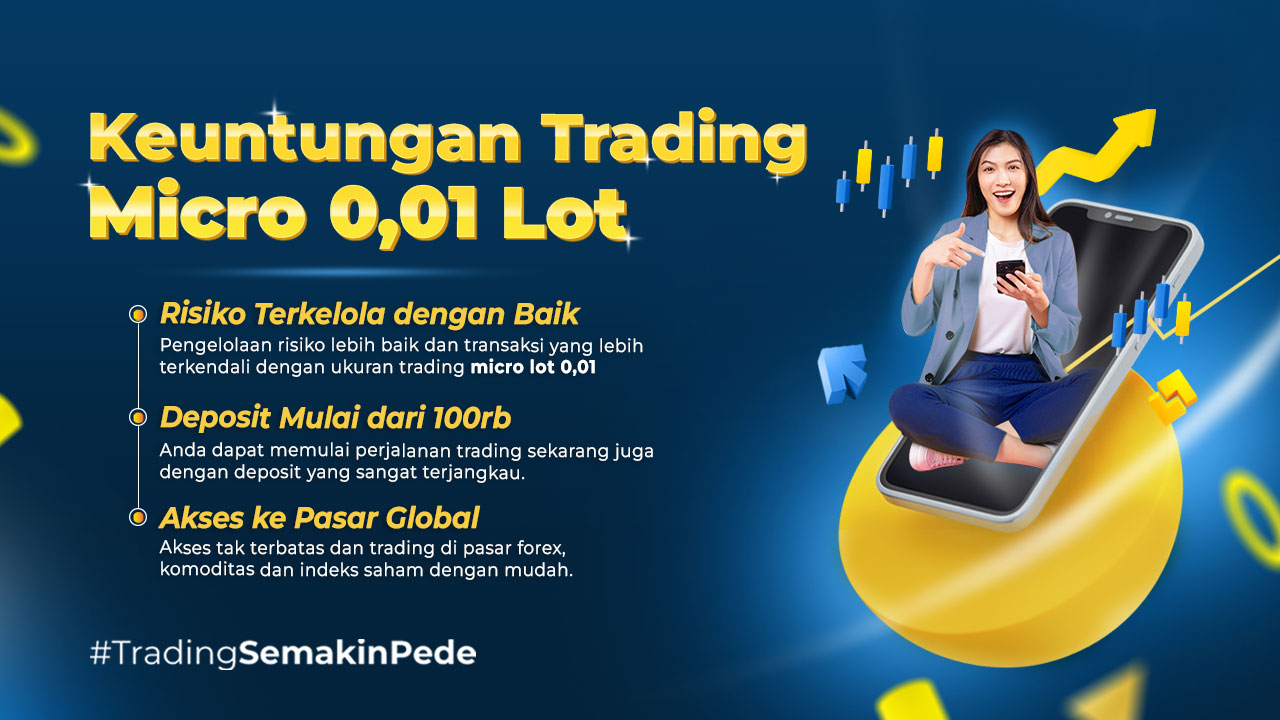 Keuntungan Trading
Micro 0,01 Lot
Risiko Terkelola dengan Baik
Pengelolaan risiko lebih baik dan transaksi yang lebih
terkendali dengan ukuran trading micro lot 0,01
Deposit Mulai dari 100rb
Anda dapat memulai perjalanan trading sekarang juga
dengan deposit yang sangat terjangkau.
Akses ke Pasar Global
Akses tak terbatas dan trading di pasar forex,
komoditas dan indeks saham dengan mudah.
#TradingSemakinPede